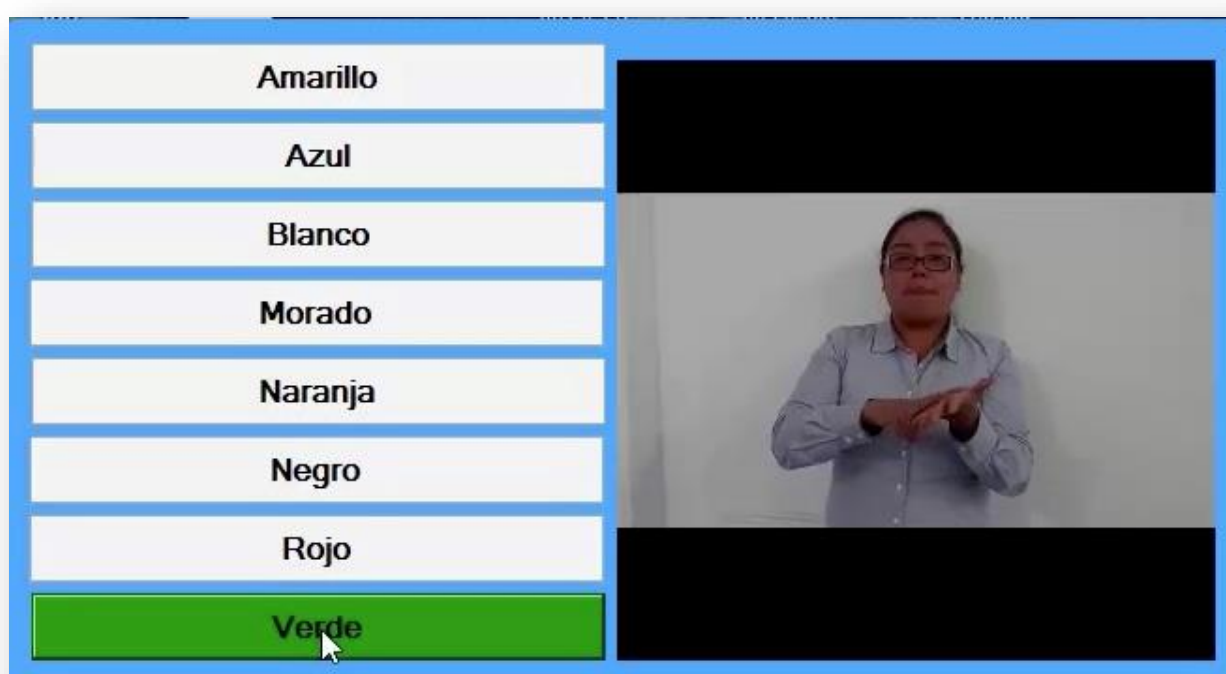 Amarillo
Azul
Blanco
Morado
Naranja
Negro
Rojo
Verde